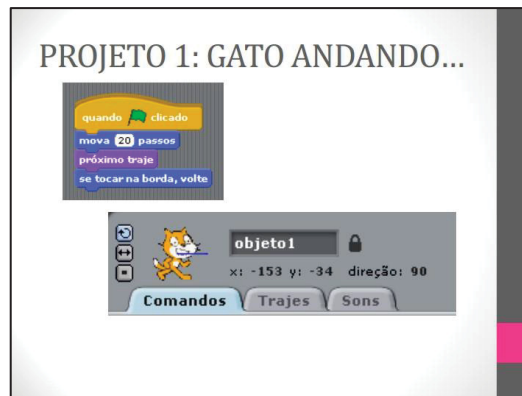 PROJETO 1: GATO ANDANDO...
quando clicado
mova 20 passos
próximo traje
se tocar na borda, volte
objeto1
x: -153 y: -34 direção: 90
Comandos Trajes Sons